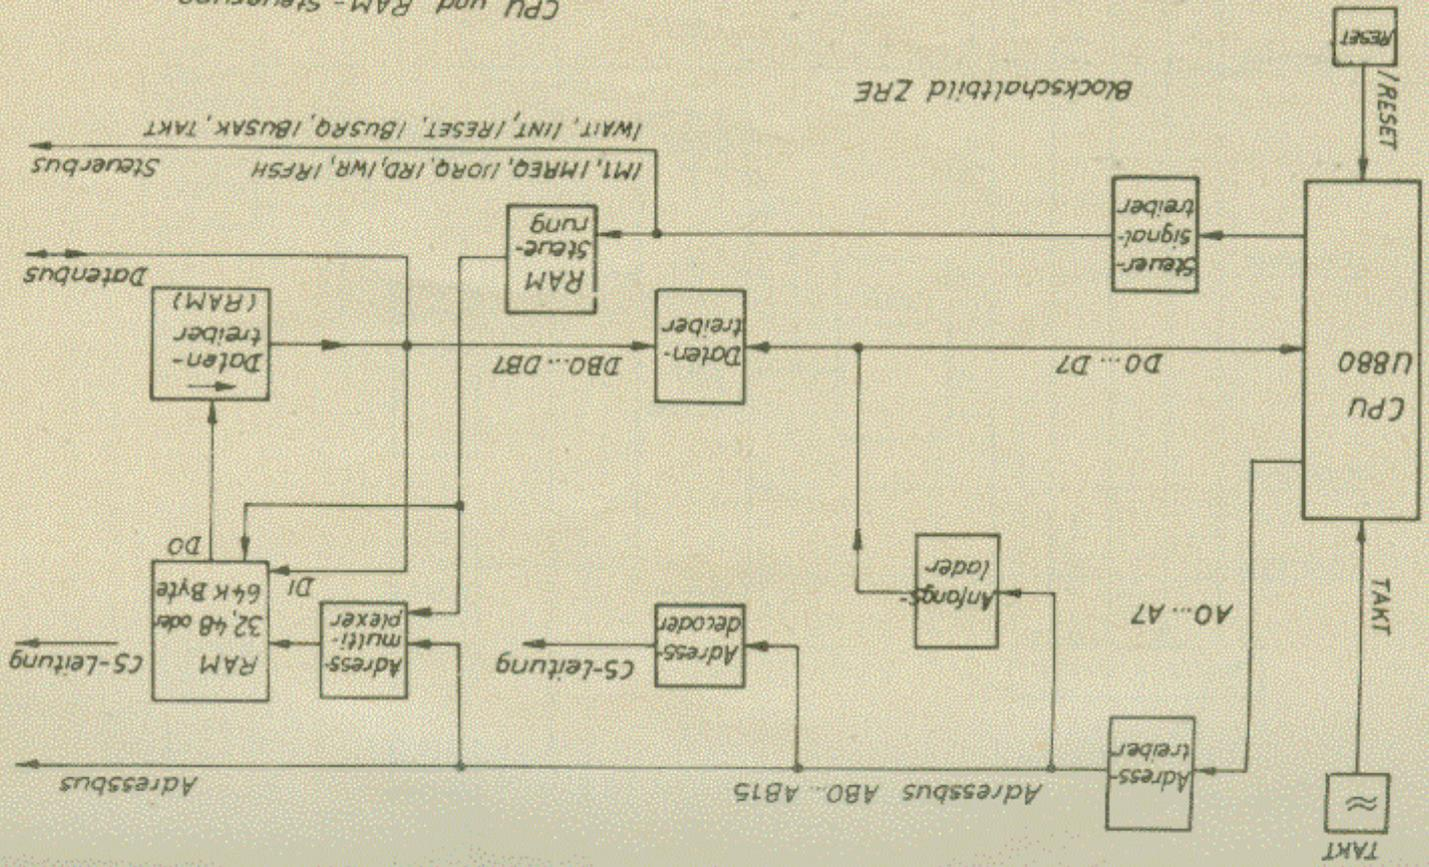 TAKT
≈
TAKT
Adress-
treiber
Adressbus AB0... AB15
Adressbus
A0...A7
Anfangs-
lader
Adress-
decoder
CS-Leitung
Adress-
multi-
plexer
RAM
32,48 oder
64K Byte
CS-Leitung
DI
DO
CPU
U880
D0...D7
Daten-
treiber
DB0...DB7
Daten-
treiber
(RAM)
Datenbus
Steuer-
signal-
treiber
RAM
Steue-
rung
/M1, /MREQ, /IORQ, /RD, /WR, /RFSH
Steuerbus
/WAIT, /INT, /RESET, /BUSRQ, /BUSAK, TAKT
/RESET
RESET
Blockschaltbild ZRE
CPU und RAM-Steuerung